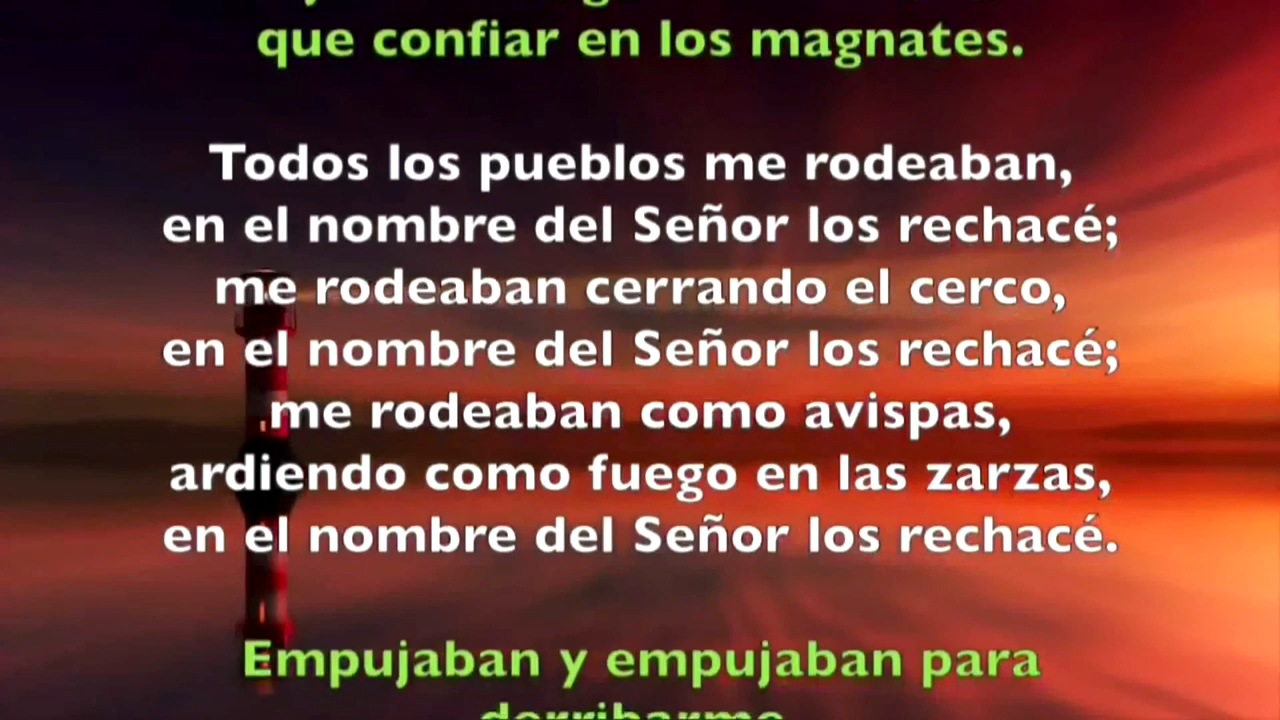 que confiar en los magnates.
Todos los pueblos me rodeaban,
en el nombre del Señor los rechacé;
me rodeaban cerrando el cerco,
en el nombre del Señor los rechacé;
me rodeaban como avispas,
ardiendo como fuego en las zarzas,
en el nombre del Señor los rechacé.
Empujaban y empujaban para